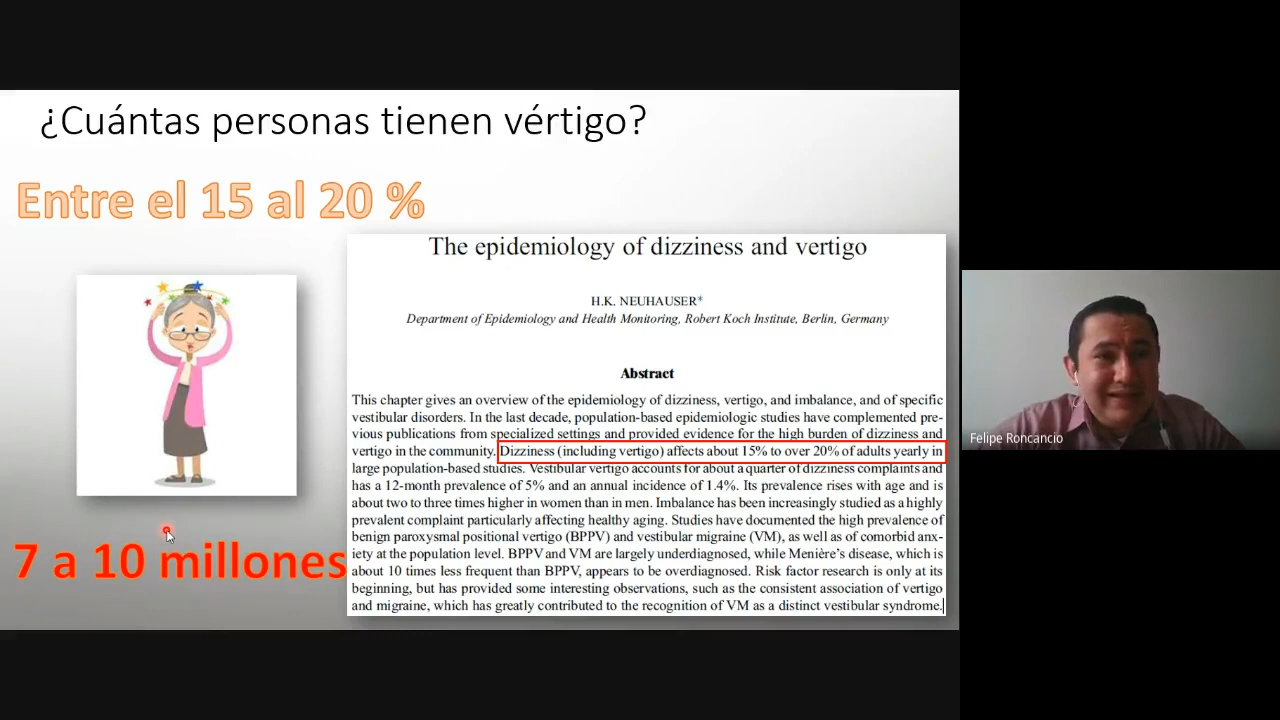 ¿Cuántas personas tienen vértigo?
Entre el 15 al 20 %
The epidemiology of dizziness and vertigo
H.K. NEUHAUSER*
Department of Epidemiology and Health Monitoring, Robert Koch Institute, Berlin, Germany
Abstract
This chapter gives an overview of the epidemiology of dizziness, vertigo, and imbalance, and of specific
vestibular disorders. In the last decade, population-based epidemiologic studies have complemented pre-
vious publications from specialized settings and provided evidence for the high burden of dizziness and
vertigo in the community. Dizziness (including vertigo) affects about 15% to over 20% of adults yearly in
large population-based studies. Vestibular vertigo accounts for about a quarter of dizziness complaints and
has a 12-month prevalence of 5% and an annual incidence of 1.4%. Its prevalence rises with age and is
about two to three times higher in women than in men. Imbalance has been increasingly studied as a highly
prevalent complaint particularly affecting healthy aging. Studies have documented the high prevalence of
benign paroxysmal positional vertigo (BPPV) and vestibular migraine (VM), as well as of comorbid anx-
iety at the population level. BPPV and VM are largely underdiagnosed, while Menière's disease, which is
about 10 times less frequent than BPPV, appears to be overdiagnosed. Risk factor research is only at its
beginning, but has provided some interesting observations, such as the consistent association of vertigo
and migraine, which has greatly contributed to the recognition of VM as a distinct vestibular syndrome.
7 a 10 millones
Felipe Roncancio